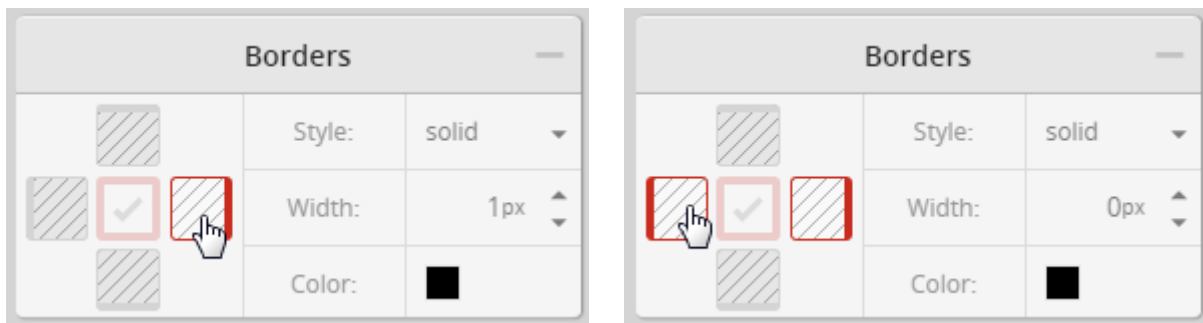 Borders
Style: solid
Width: 1px
Color:
Borders
Style: solid
Width: 0px
Color: